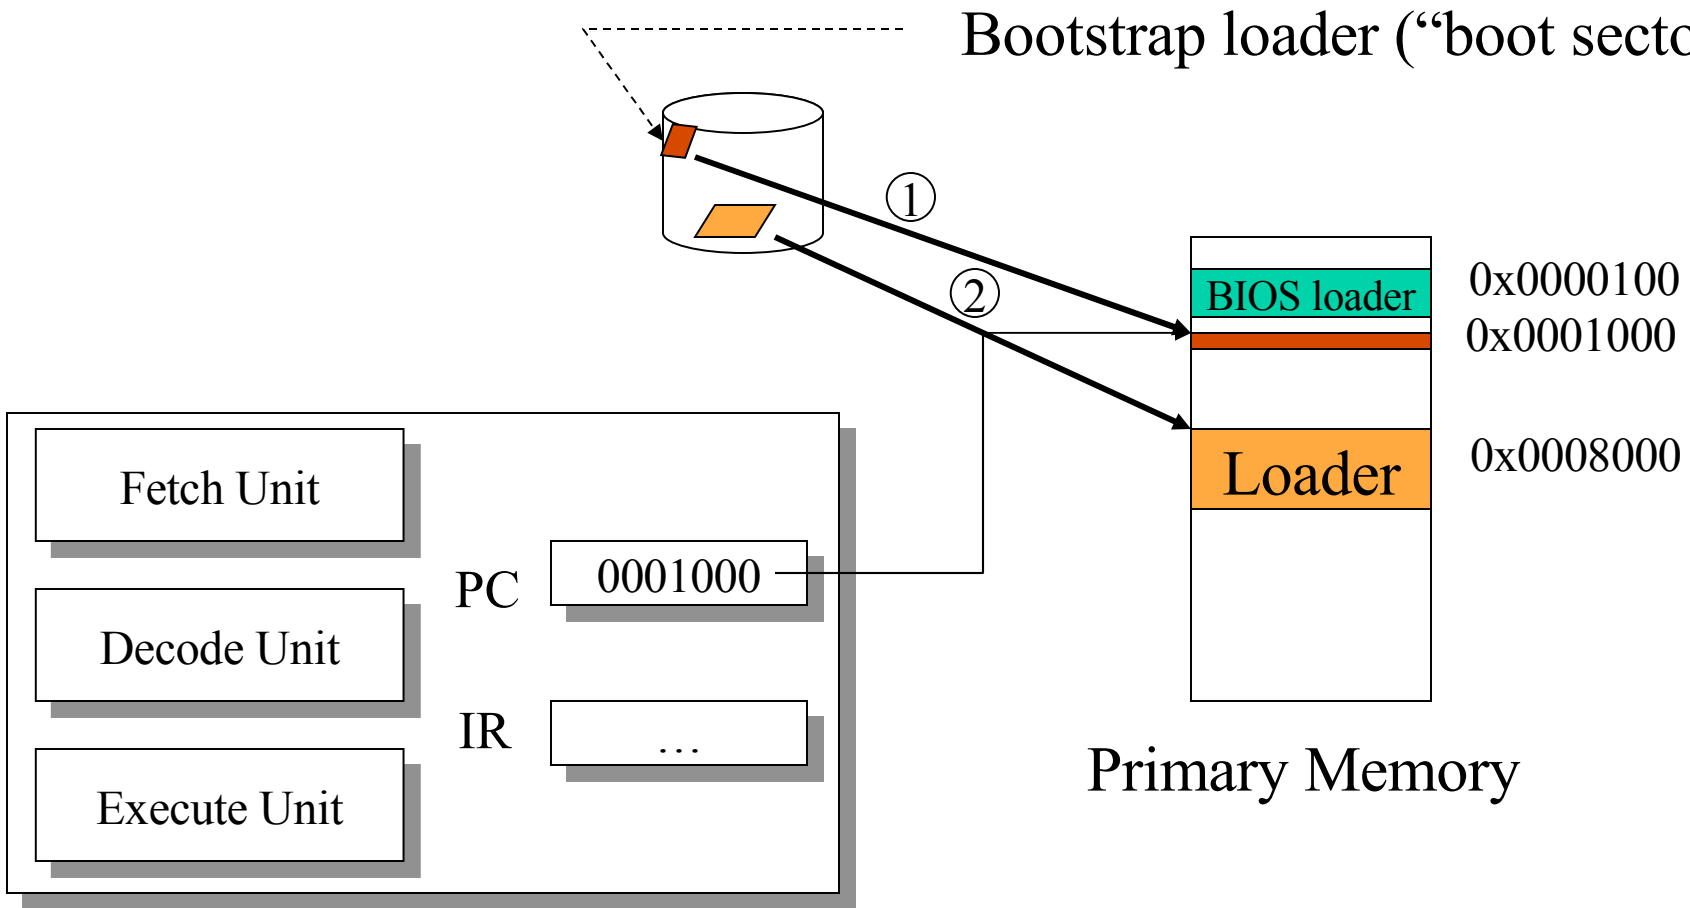 Bootstrap loader (“boot secto
1
2
BIOS loader
0x0000100
0x0001000
Loader
0x0008000
Fetch Unit
PC
0001000
Decode Unit
IR
…
Execute Unit
Primary Memory